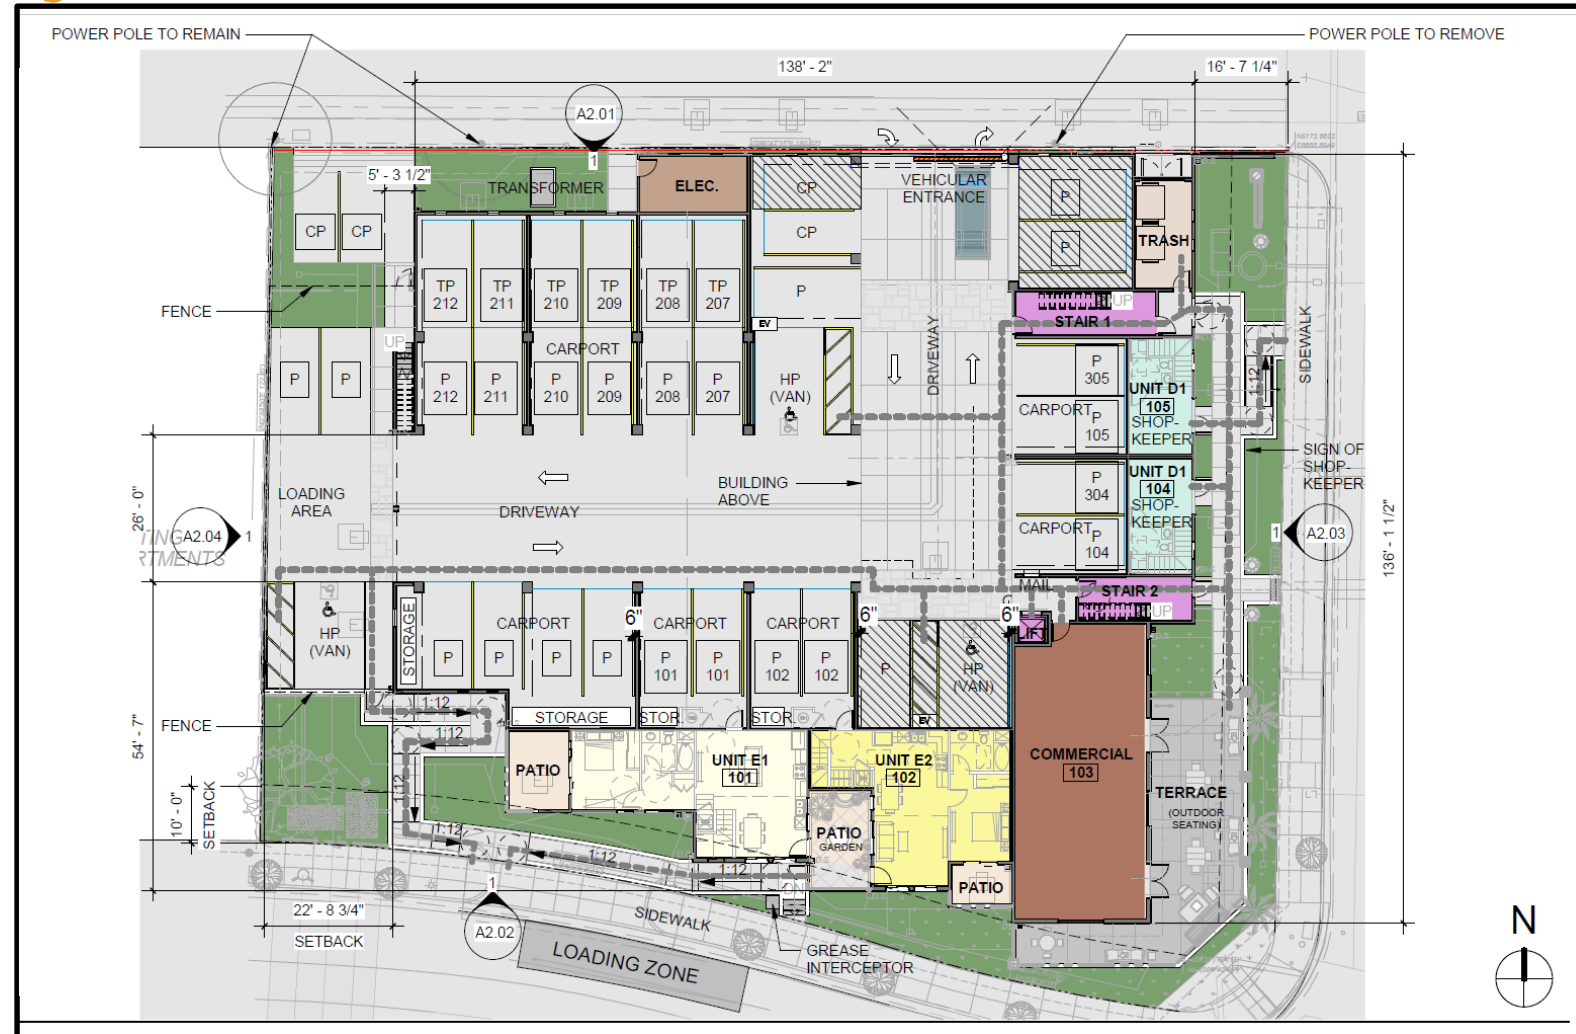 POWER POLE TO REMAIN
POWER POLE TO REMOVE
138' - 2"
16' - 7 1/4"
A2.01
1
5' - 3 1/2"
TRANSFORMER
ELEC.
CP
VEHICULAR
ENTRANCE
P
P
TRASH
CP
CP
CP
TP
212
TP
211
TP
210
TP
209
TP
208
TP
207
P
FENCE
EV
UP
STAIR 1
UP
CARPORT
DRIVEWAY
SIDEWALK
P
P
P
212
P
211
P
210
P
209
P
208
P
207
HP
(VAN)
P
305
CARPORT
P
105
UNIT D1
105
SHOP-
KEEPER
1:12
SIGN OF
SHOP-
KEEPER
LOADING
AREA
BUILDING
ABOVE
DRIVEWAY
P
304
CARPORT
P
104
UNIT D1
104
SHOP-
KEEPER
26' - 0"
A2.04
1
TING
RTMENTS
1
A2.03
136' - 1 1/2"
MAIL
STAIR 2
UP
LIFT
HP
(VAN)
STORAGE
CARPORT
6"
CARPORT
CARPORT
6"
6"
P
P
P
P
P
101
P
101
P
102
P
102
P
HP
(VAN)
EV
FENCE
1:12
1:12
1:12
STORAGE
STOR.
STOR.
54' - 7"
10' - 0"
SETBACK
PATIO
UNIT E1
101
UNIT E2
102
COMMERCIAL
103
TERRACE
(OUTDOOR
SEATING)
PATIO
GARDEN
1:12
1:12
1:12
DN
PATIO
22' - 8 3/4"
SETBACK
1
A2.02
SIDEWALK
LOADING ZONE
GREASE
INTERCEPTOR
N